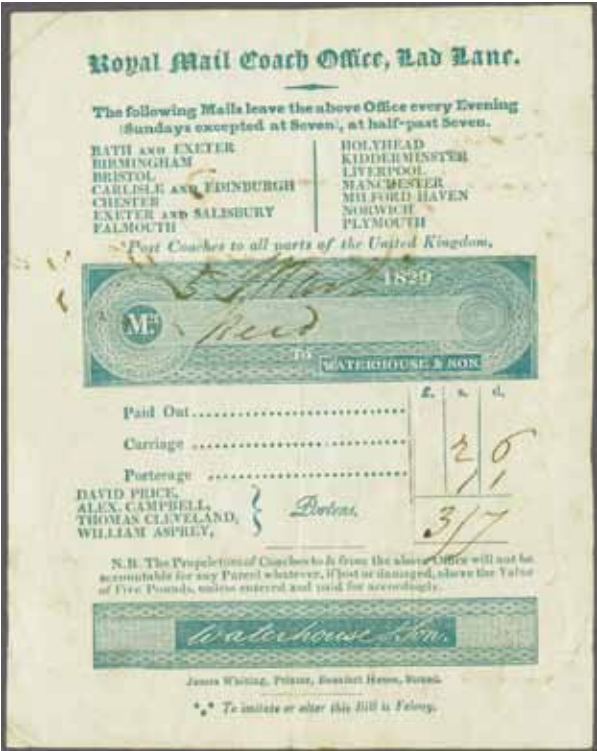 Royal Mail Coach Office, Lad Lane.
The following Mails leave the above Office every Evening
(Sundays excepted at Seven), at half-past Seven.
BATH AND EXETER
BIRMINGHAM
BRISTOL
CARLISLE AND EDINBURGH
CHESTER
EXETER AND SALISBURY
FALMOUTH
HOLYHEAD
KIDDERMINSTER
LIVERPOOL
MANCHESTER
MILFORD HAVEN
NORWICH
PLYMOUTH
Post Coaches to all parts of the United Kingdom,
1829
Mr. Reed
TO
WATERHOUSE & SON
£. s. d.
Paid Out
Carriage 2 6
Porterage 1 1
DAVID PRICE,
ALEX. CAMPBELL,
THOMAS CLEVELAND,
WILLIAM ASPREY,
Porters,
3/7
N.B. The Proprietors of Coaches to & from the above Office will not be
accountable for any Parcel whatever, if lost or damaged, above the Value
of Five Pounds, unless entered and paid for accordingly.
Waterhouse & Son.
James Whiting, Printer, Beaufort House, Strand.
*,* To imitate or alter this Bill is Felony.